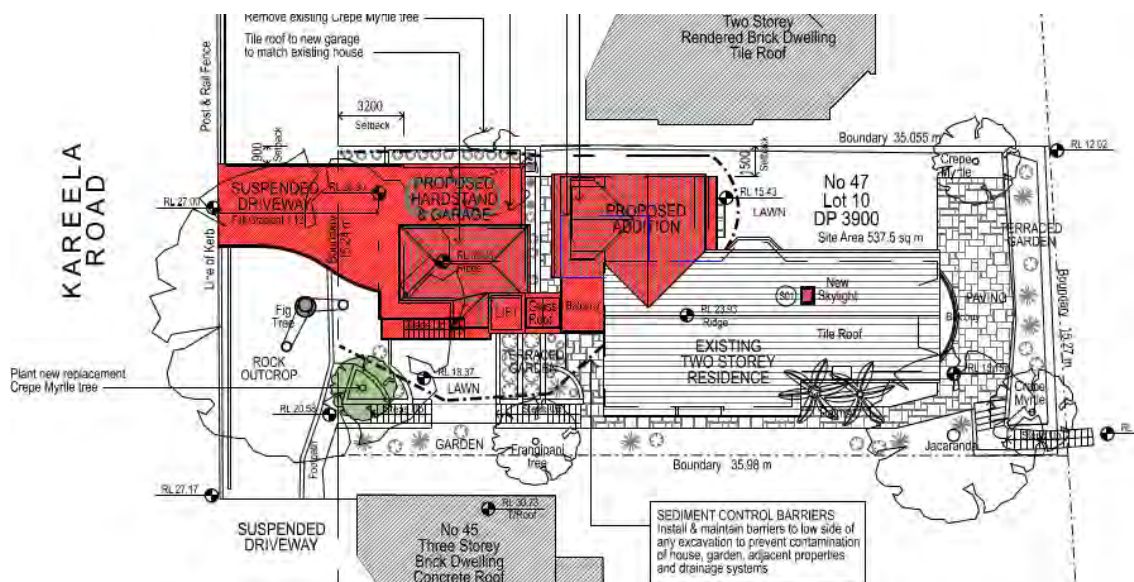 Remove existing Crepe Myrtle tree
Tile roof to new garage
to match existing house
Two Storey
Rendered Brick Dwelling
Tile Roof
Post & Rail Fence
3200
Setback
900
Setback
Boundary 35.055 m
RL 12.02
500
Setback
Crepe
Myrtle
KAREELA
ROAD
SUSPENDED
DRIVEWAY
PROPOSED
HARDSTAND
& GARAGE
PROPOSED
ADDITION
RL 15.43
LAWN
No 47
Lot 10
DP 3900
Site Area 537.5 sq m
TERRACED
GARDEN
RL 27.00
Boundary
15.24 m
Line of Kerb
Ridge
Fig
Tree
LIFT
Glass
Roof
Balcony
S01
New
Skylight
PAVING
Boundary 15.27 m
RL 23.93
Ridge
Tile Roof
Balcony
EXISTING
TWO STOREY
RESIDENCE
ROCK
OUTCROP
Plant new replacement
Crepe Myrtle tree
RL 18.37
LAWN
TERRACED
GARDEN
RL 20.58
Crepe
Myrtle
Footpath
GARDEN
Frangipani
tree
Jacaranda
RL
Boundary 35.98 m
RL 27.17
SUSPENDED
DRIVEWAY
RL 30.73
T/Roof
No 45
Three Storey
Brick Dwelling
Concrete Roof
SEDIMENT CONTROL BARRIERS
Install & maintain barriers to low side of
any excavation to prevent contamination
of house, garden, adjacent properties
and drainage systems